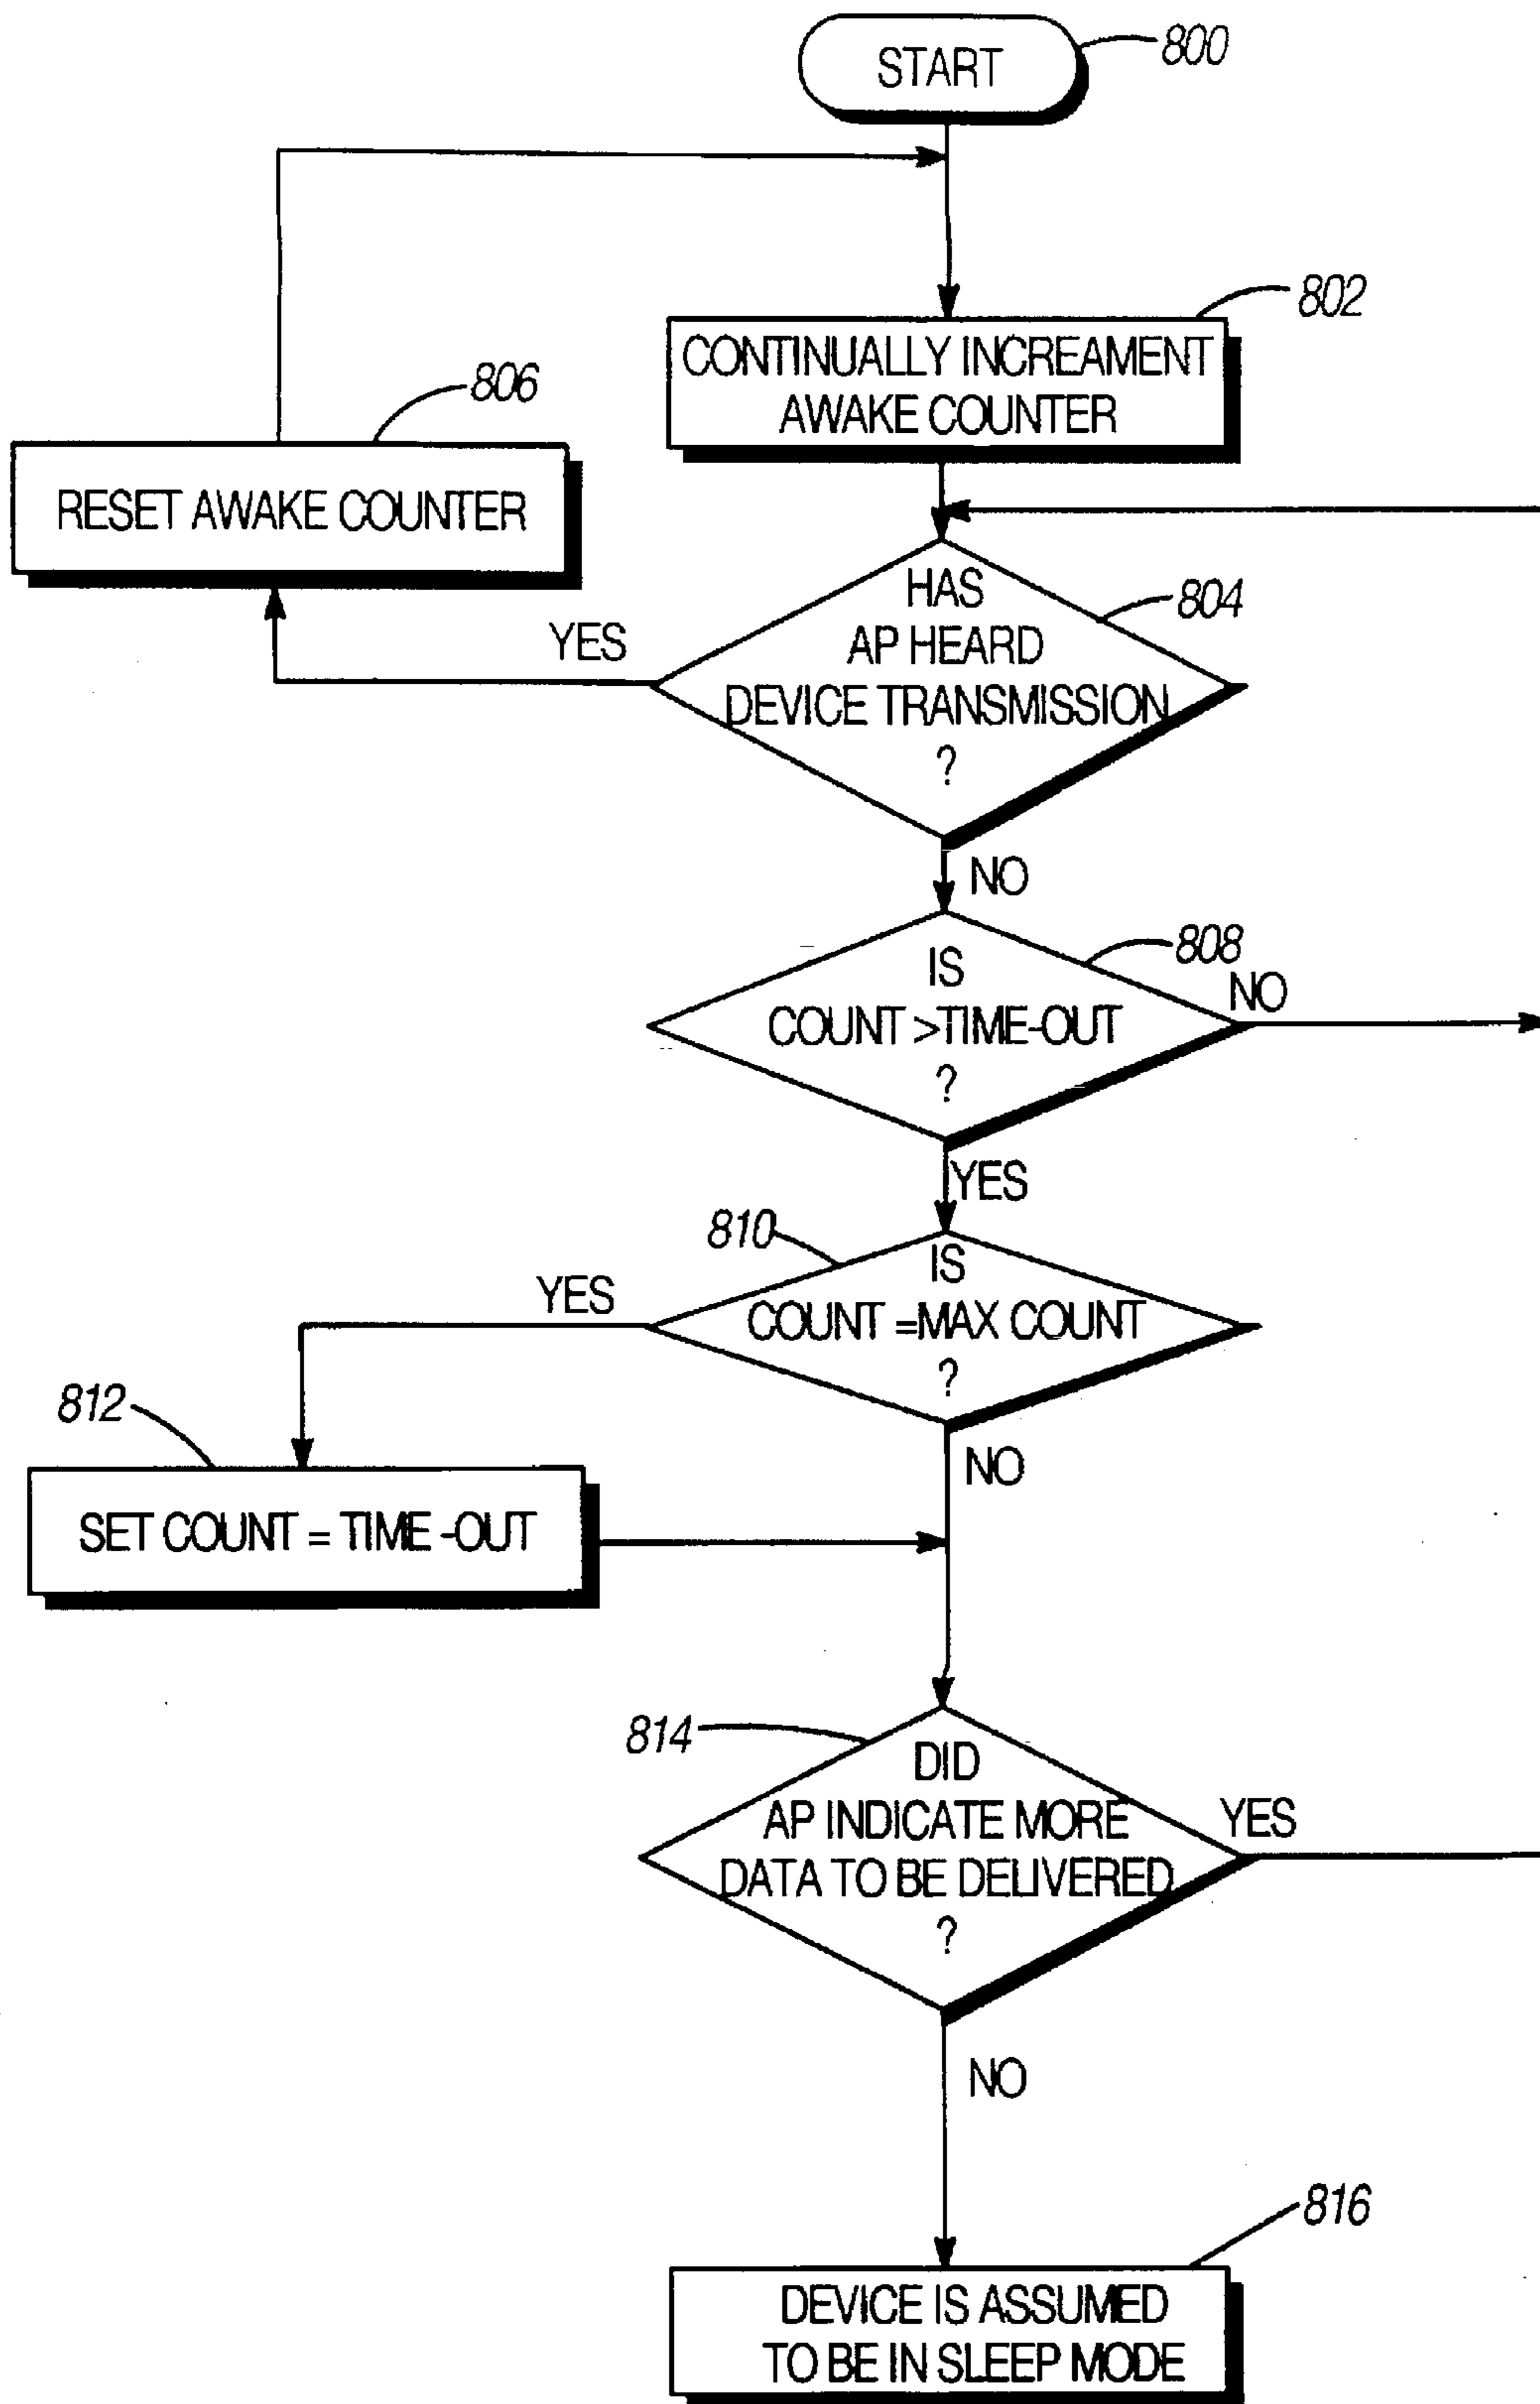 START
800
802
CONTINUALLY INCREAMENT
AWAKE COUNTER
806
RESET AWAKE COUNTER
HAS
AP HEARD
DEVICE TRANSMISSION
?
804
YES
NO
IS
COUNT >TIME-OUT
?
808
NO
YES
810
IS
COUNT =MAX COUNT
?
YES
NO
812
SET COUNT = TIME -OUT
814
DID
AP INDICATE MORE
DATA TO BE DELIVERED
?
YES
NO
816
DEVICE IS ASSUMED
TO BE IN SLEEP MODE